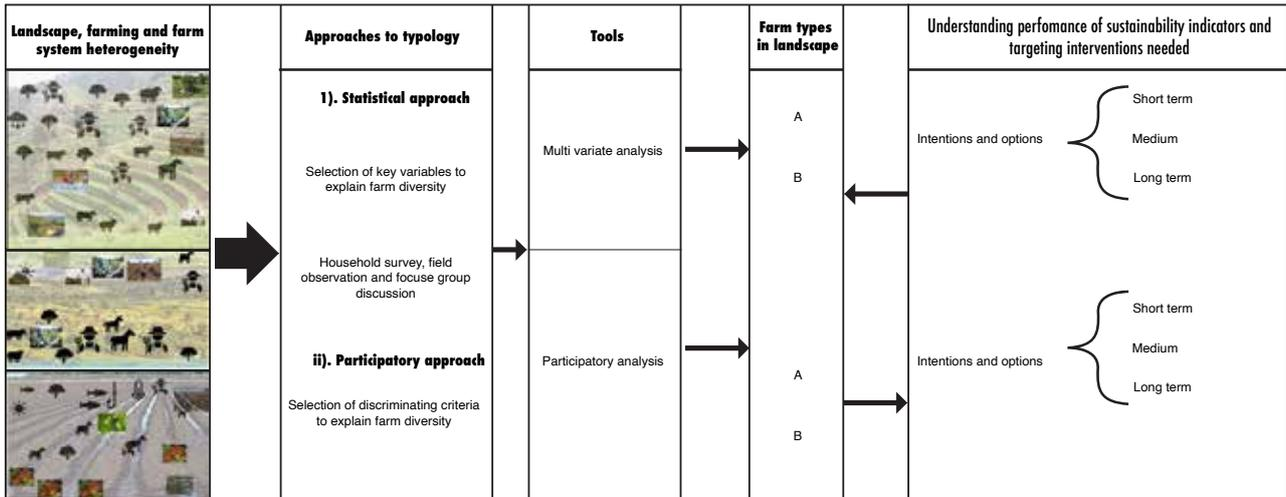 Landscape, farming and farm
system heterogeneity
Approaches to typology
Tools
Farm types
in landscape
Understanding perfomance of sustainability indicators and
targeting interventions needed
1). Statistical approach
Selection of key variables to
explain farm diversity
Household survey, field
observation and focuse group
discussion
ii). Participatory approach
Selection of discriminating criteria
to explain farm diversity
Multi variate analysis
Participatory analysis
A
B
A
B
Intentions and options
Short term
Medium
Long term
Intentions and options
Short term
Medium
Long term